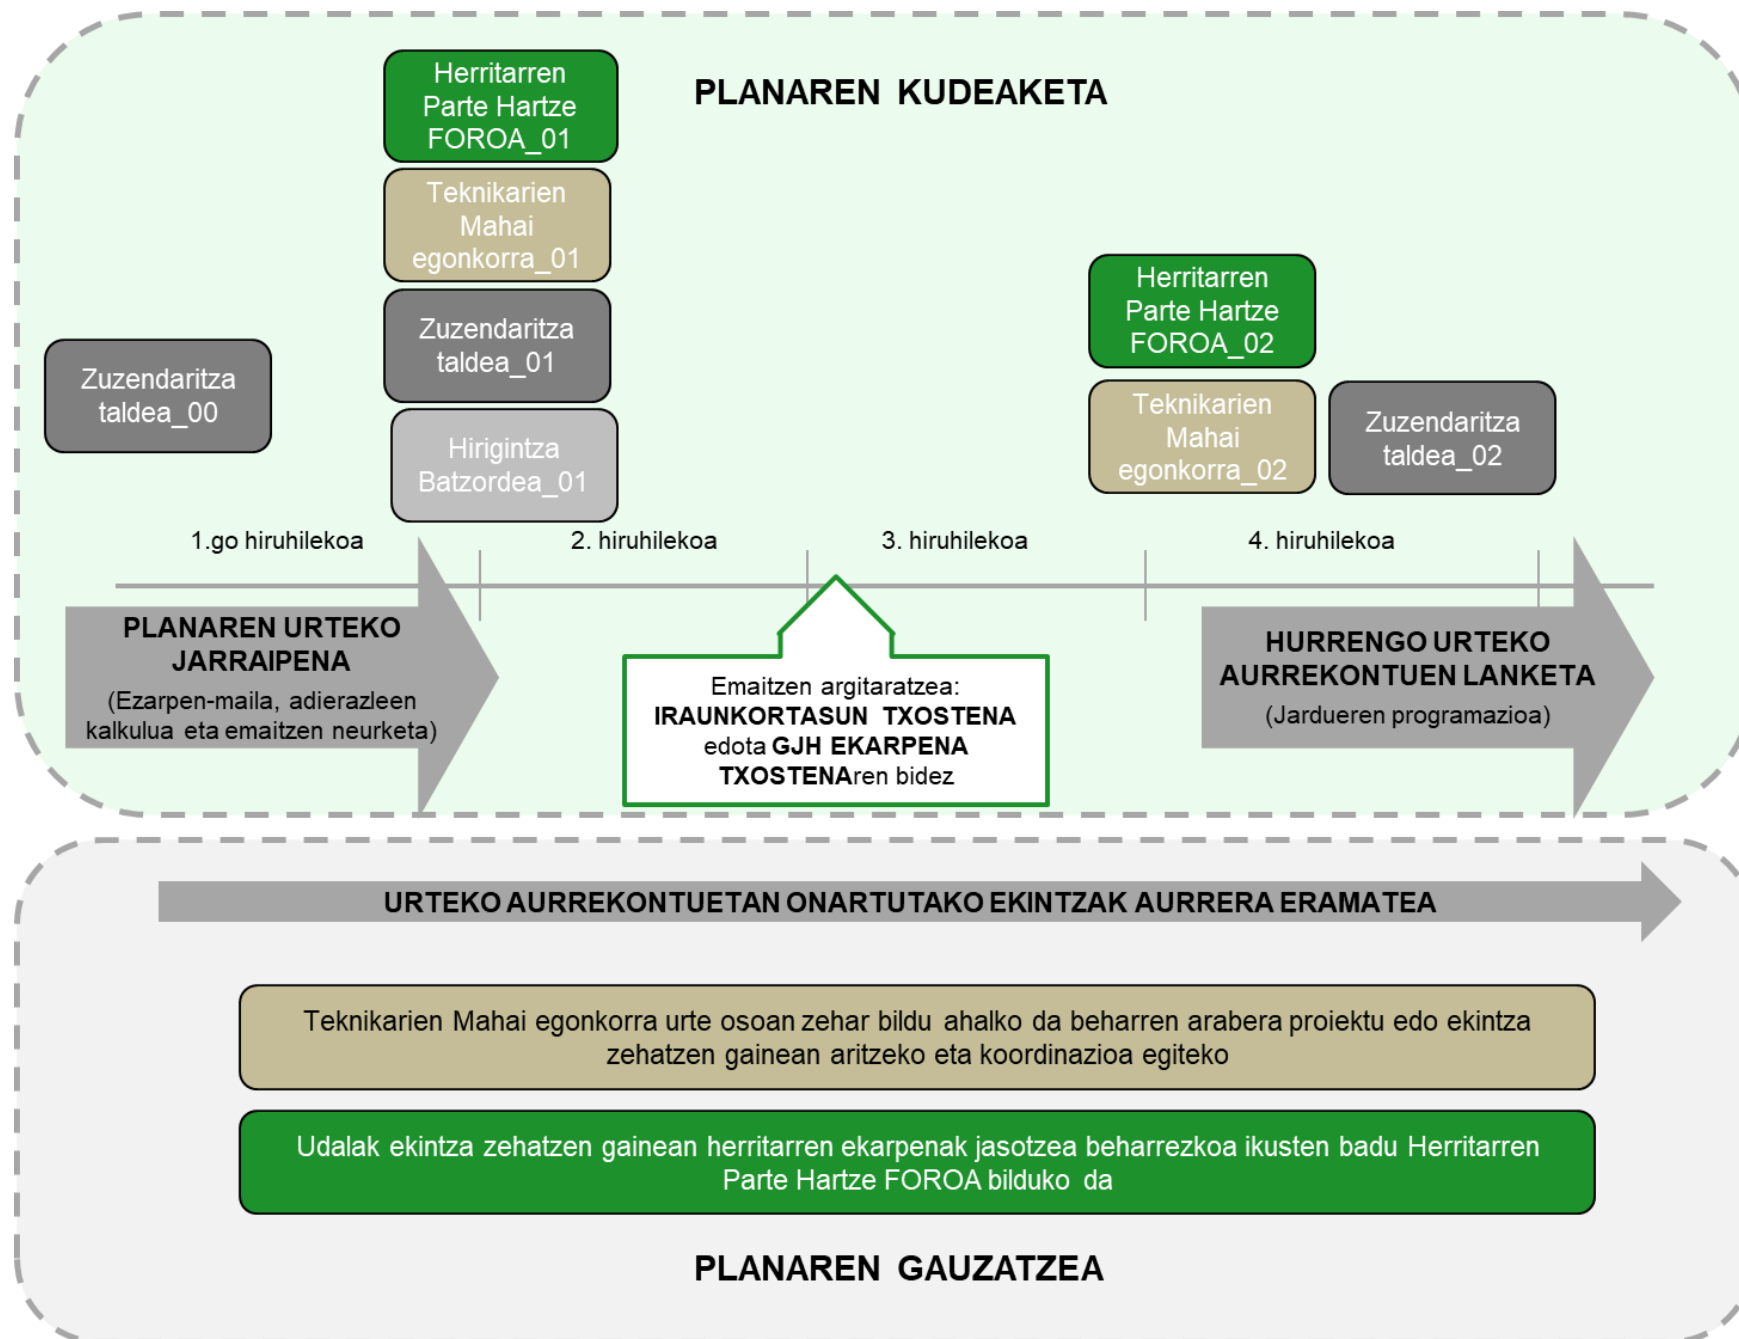 PLANAREN KUDEAKETA
Herritarren
Parte Hartze
FOROA_01
Teknikarien
Mahai
egonkorra_01
Zuzendaritza
taldea_01
Hirigintza
Batzordea_01
Zuzendaritza
taldea_00
Herritarren
Parte Hartze
FOROA_02
Teknikarien
Mahai
egonkorra_02
Zuzendaritza
taldea_02
1.go hiruhilekoa
2. hiruhilekoa
3. hiruhilekoa
4. hiruhilekoa
PLANAREN URTEKO
JARRAIPENA
(Ezarpen-maila, adierazleen
kalkulua eta emaitzen neurketa)
Emaitzen argitaratzea:
IRAUNKORTASUN TXOSTENA
edota GJH EKARPENA
TXOSTENAren bidez
HURRENGO URTEKO
AURREKONTUEN LANKETA
(Jardueren programazioa)
URTEKO AURREKONTUETAN ONARTUTAKO EKINTZAK AURRERA ERAMATEA
Teknikarien Mahai egonkorra urte osoan zehar bildu ahalko da beharren arabera proiektu edo ekintza
zehatzen gainean aritzeko eta koordinazioa egiteko
Udalak ekintza zehatzen gainean herritarren ekarpenak jasotzea beharrezkoa ikusten badu Herritarren
Parte Hartze FOROA bilduko da
PLANAREN GAUZATZEA